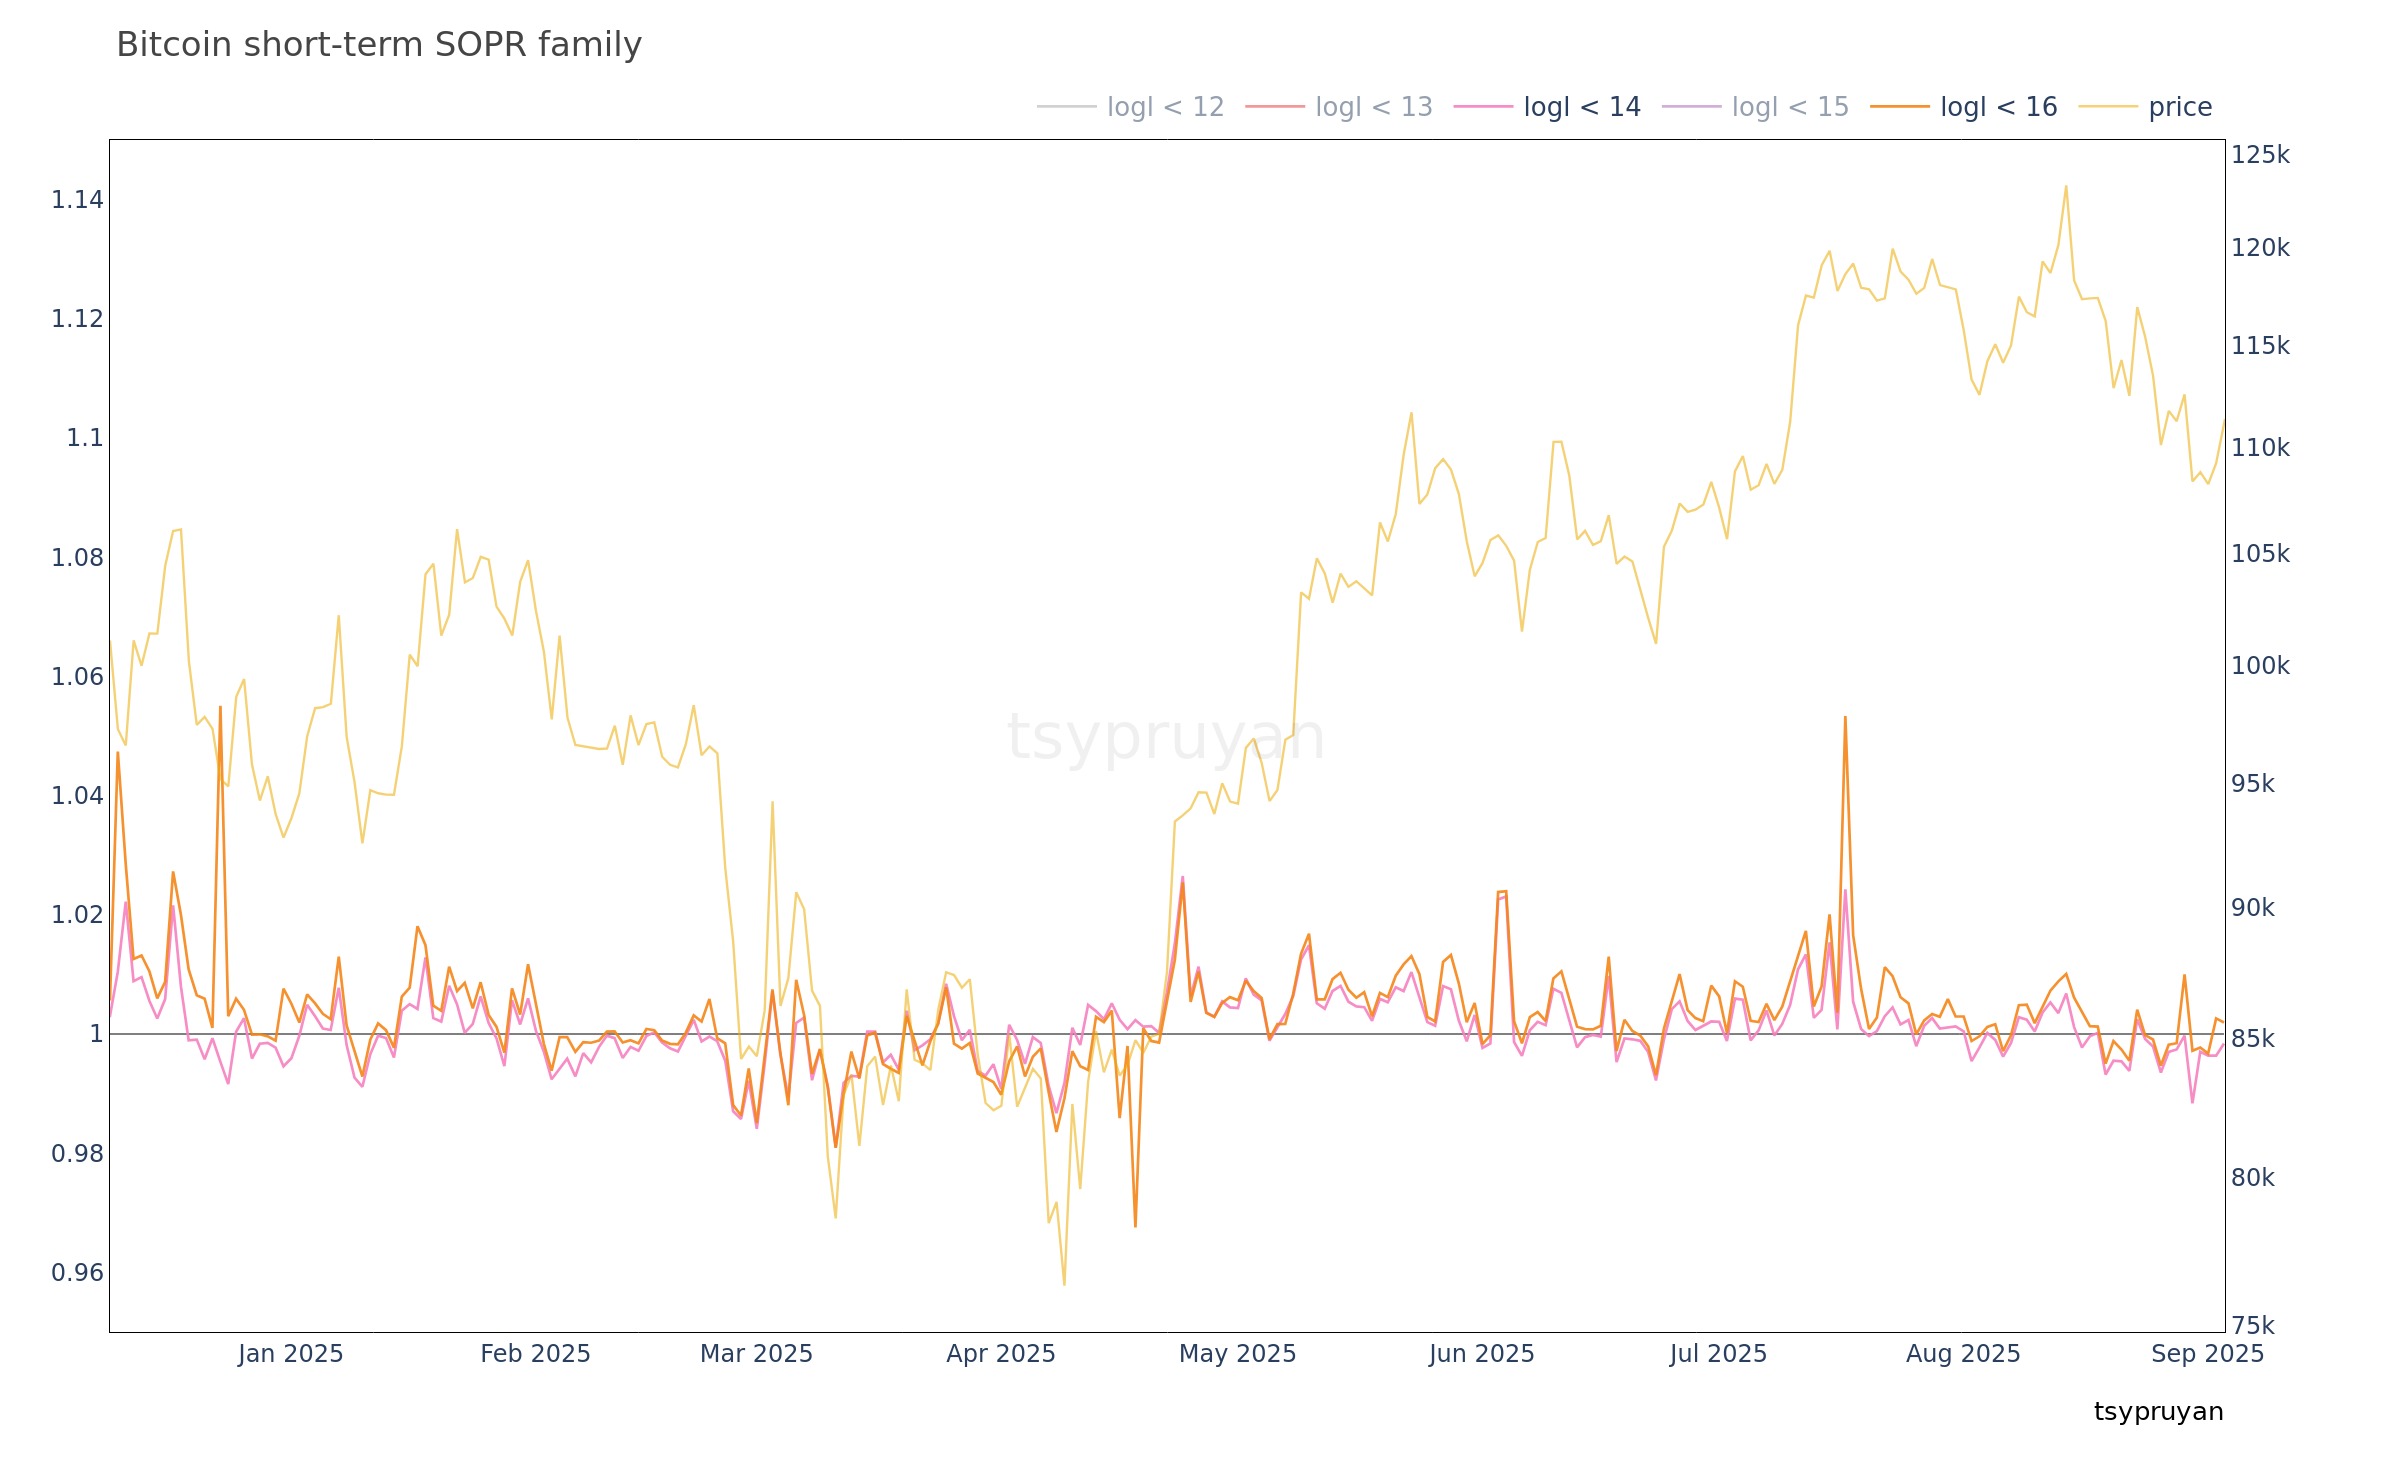 Bitcoin short-term SOPR family
logl < 12 logl < 13 logl < 14 logl < 15 logl < 16 price
1.14
1.12
1.1
1.08
1.06
1.04
1.02
1
0.98
0.96
125k
120k
115k
110k
105k
100k
95k
90k
85k
80k
75k
tsypruyan
Jan 2025 Feb 2025 Mar 2025 Apr 2025 May 2025 Jun 2025 Jul 2025 Aug 2025 Sep 2025
tsypruyan